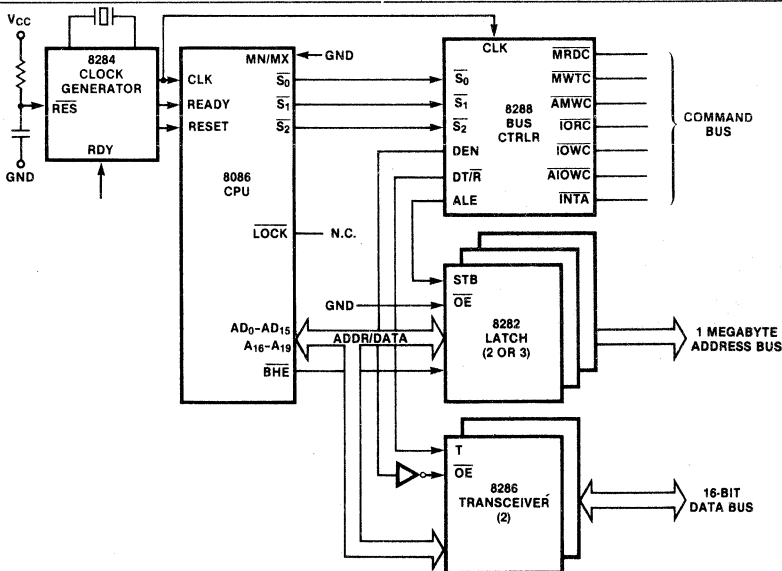 VCC
8284
CLOCK
GENERATOR
RES
RDY
GND
MN/MX
GND
CLK
READY
RESET
S0
S1
S2
8086
CPU
LOCK
N.C.
AD0-AD15
A16-A19
BHE
ADDR/DATA
CLK
S0
S1
S2
DEN
DT/R
ALE
8288
BUS
CTRLR
MRDC
MWTC
AMWC
IORC
IOWC
AIOWC
INTA
COMMAND
BUS
STB
GND
OE
8282
LATCH
(2 OR 3)
1 MEGABYTE
ADDRESS BUS
T
OE
8286
TRANSCEIVER
(2)
16-BIT
DATA BUS